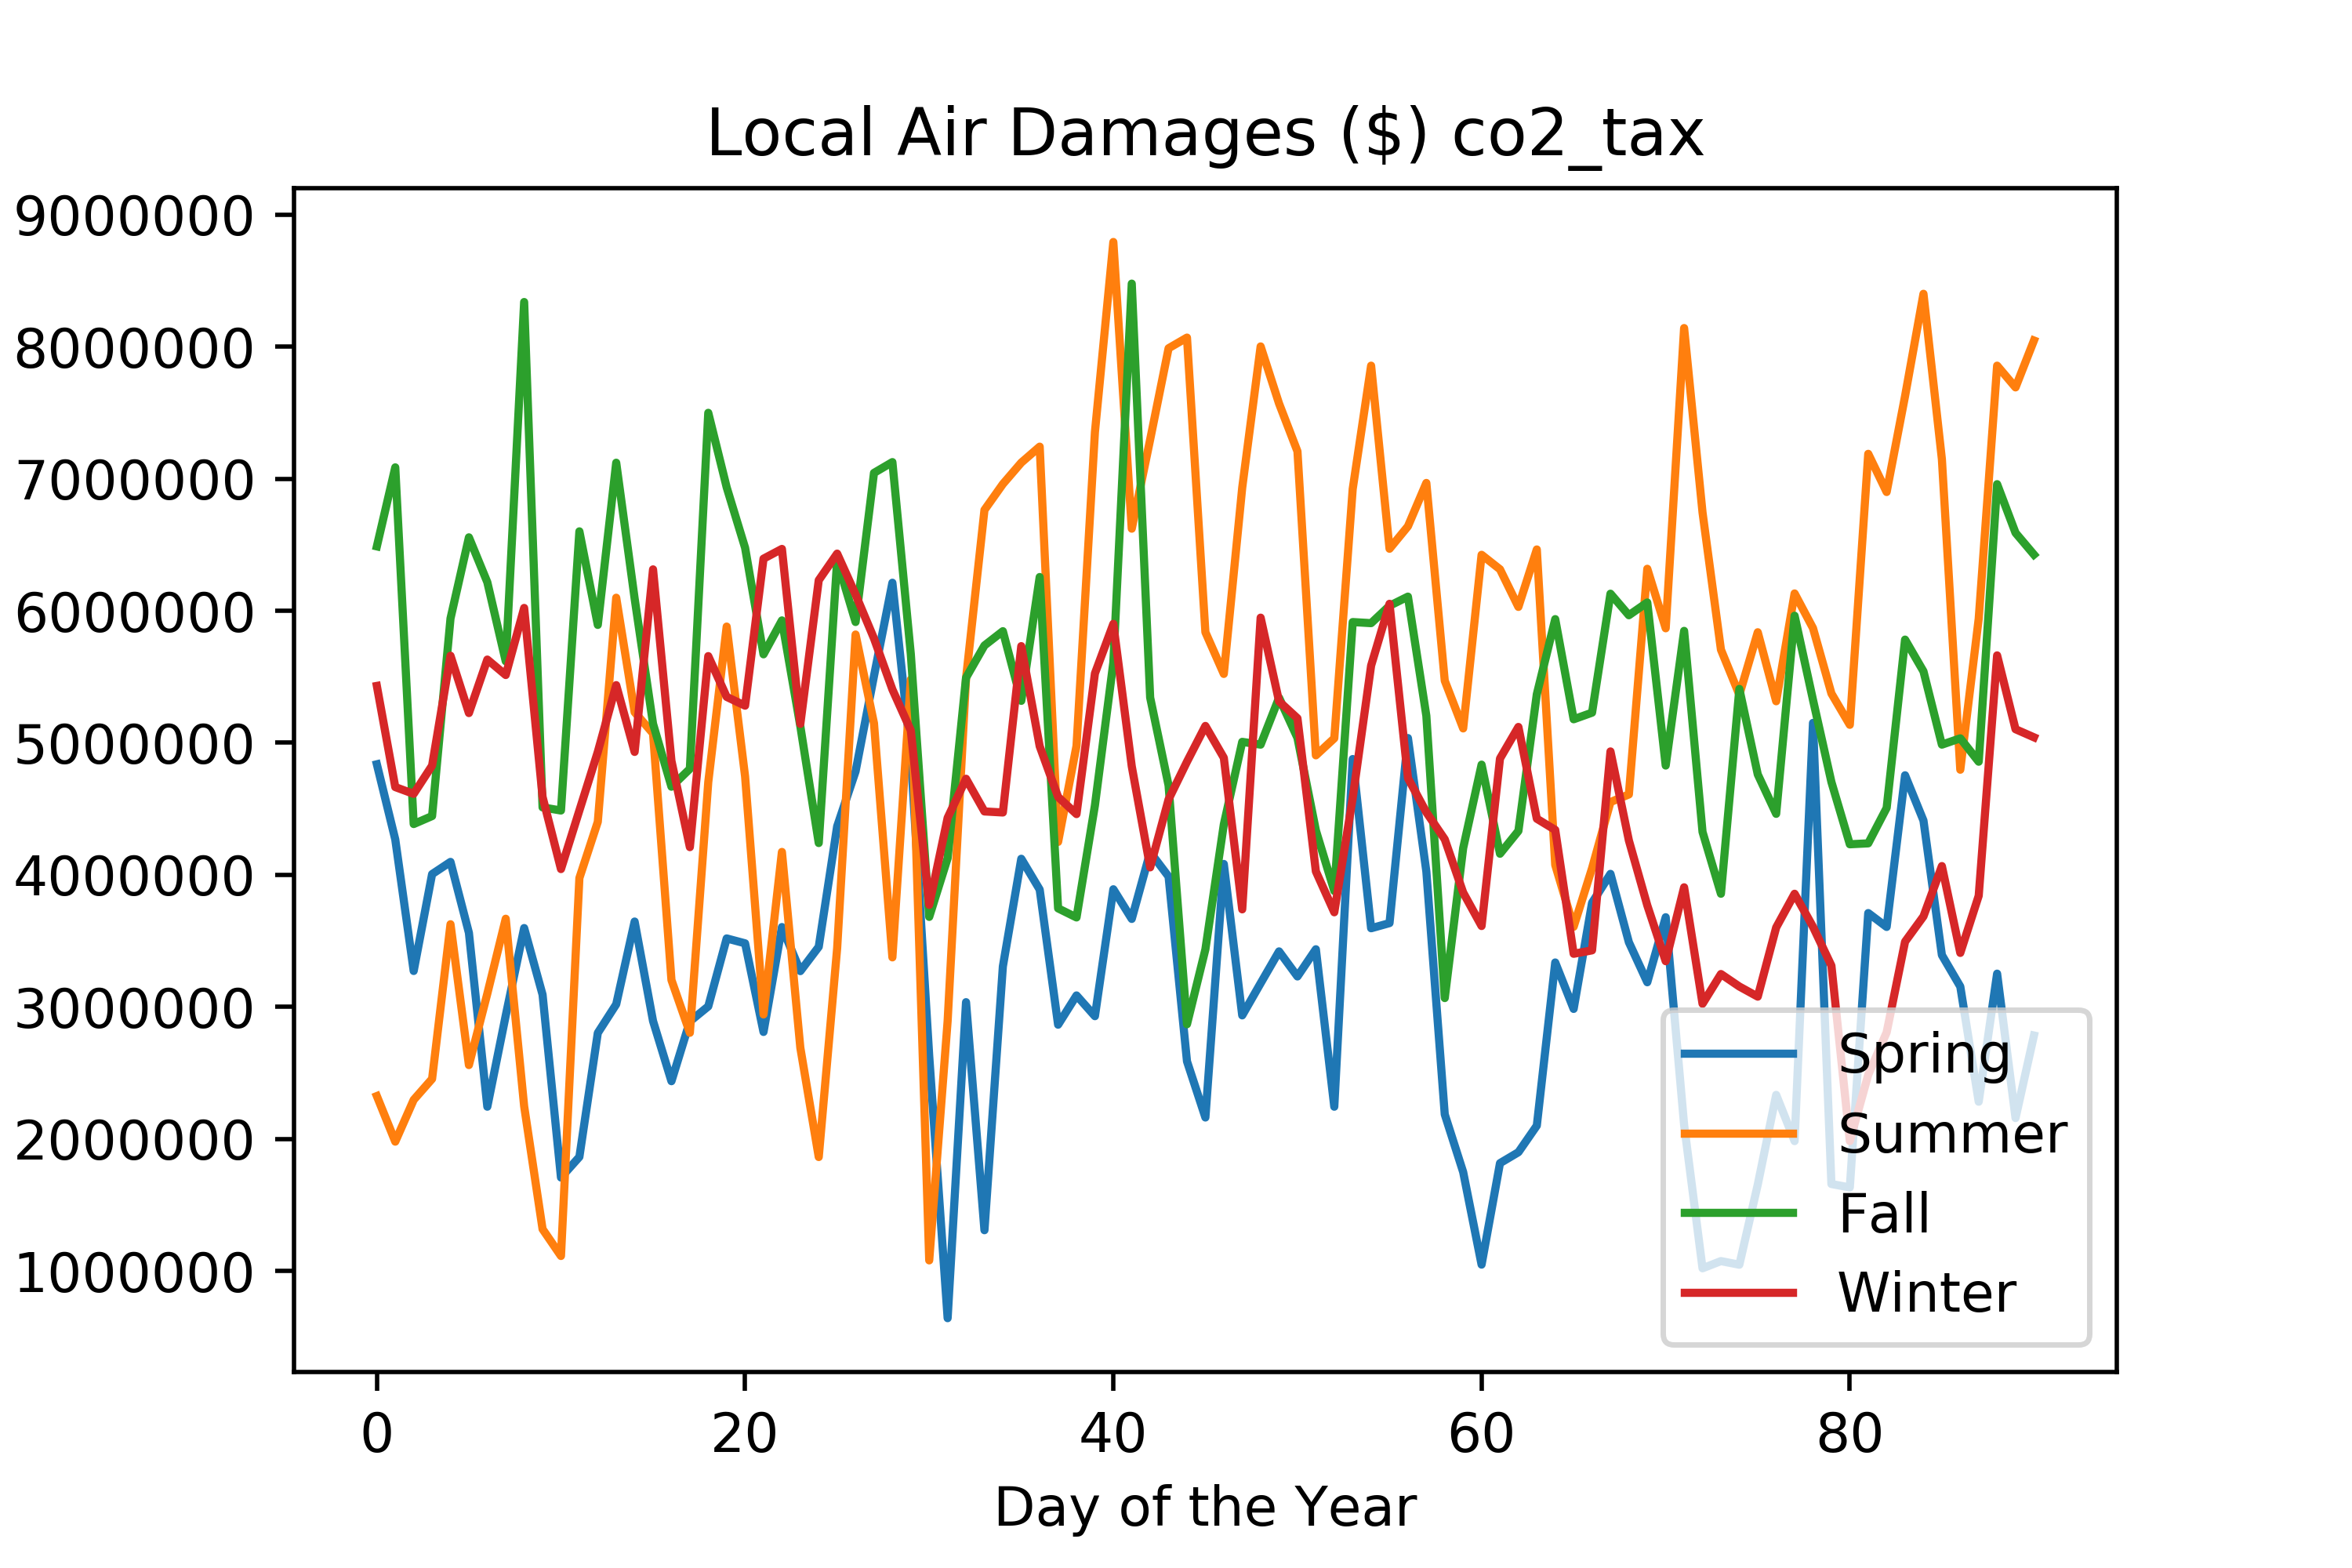 Local Air Damages ($) co2_tax
9000000
8000000
7000000
6000000
5000000
4000000
3000000
2000000
1000000
Spring
Summer
Fall
Winter
0 20 40 60 80
Day of the Year